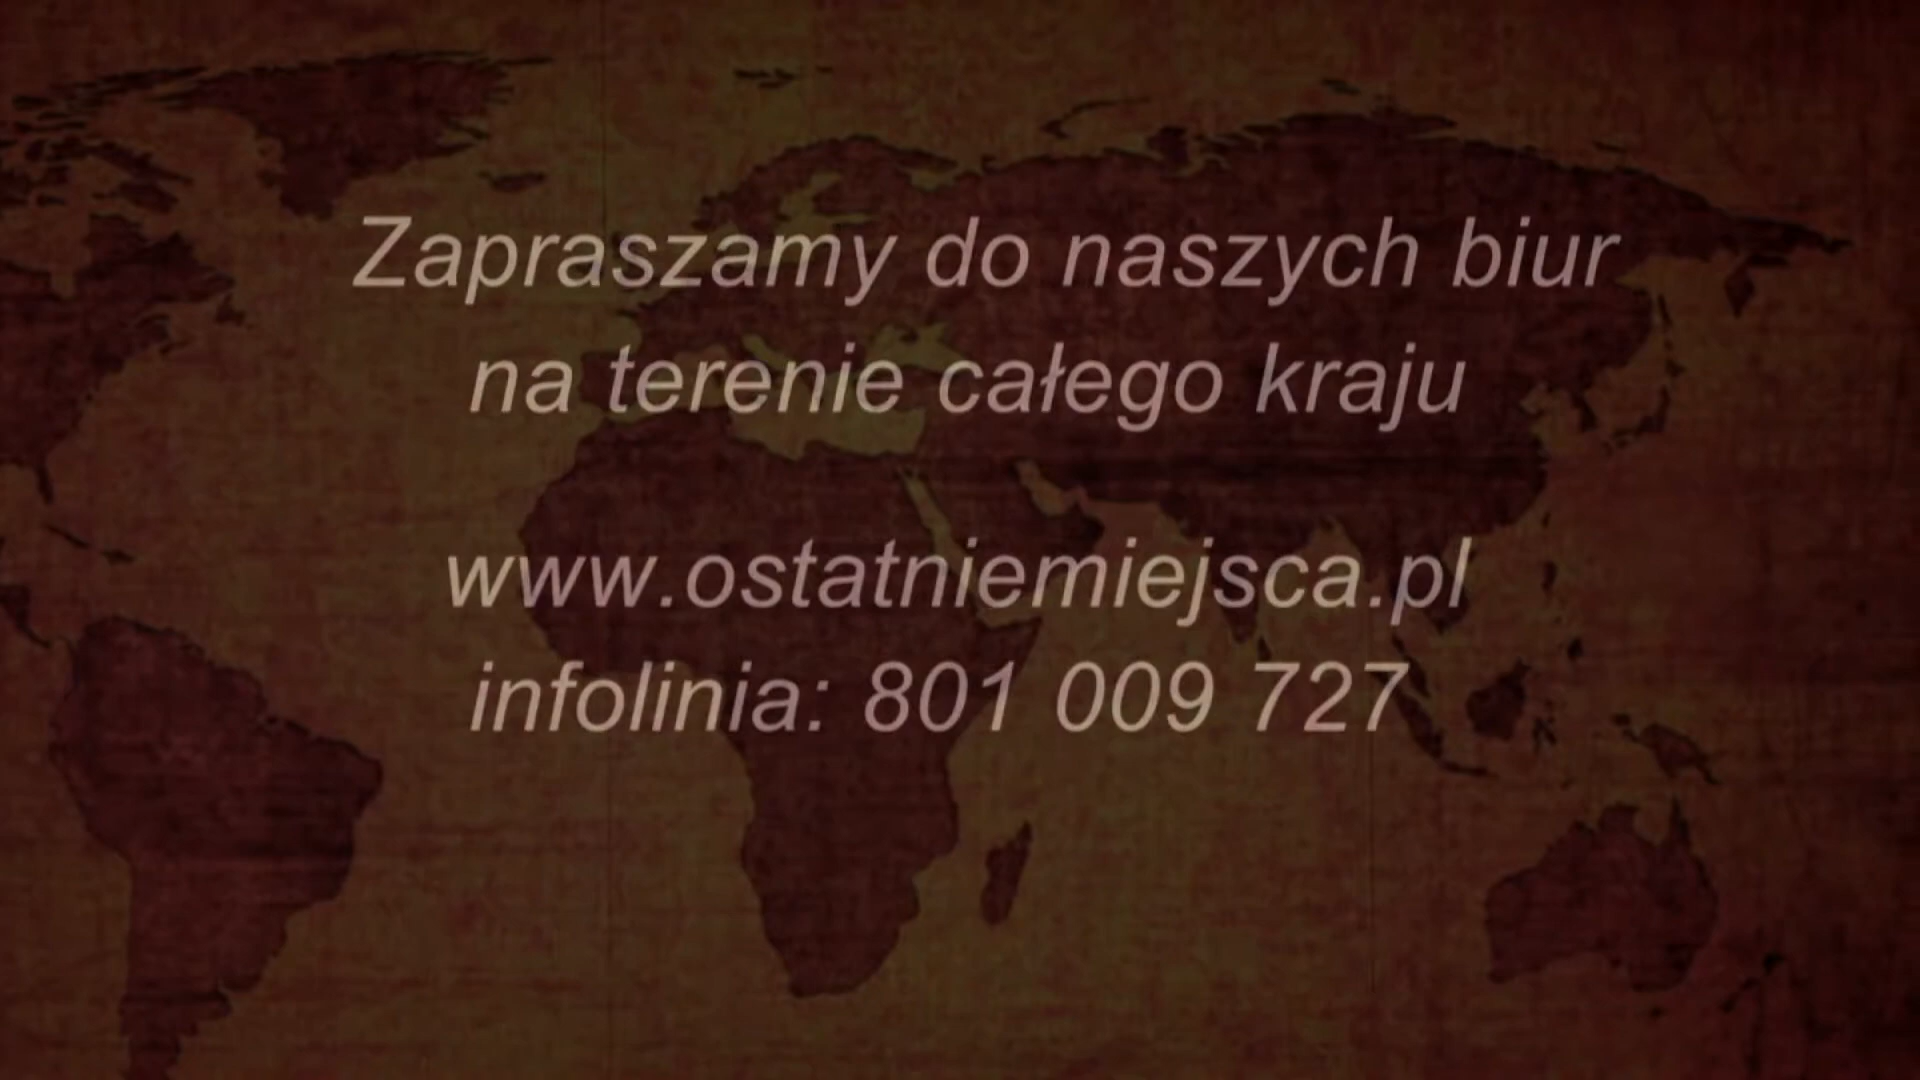 Zapraszamy do naszych biur
na terenie całego kraju
www.ostatniemiejsca.pl
infolinia: 801 009 727